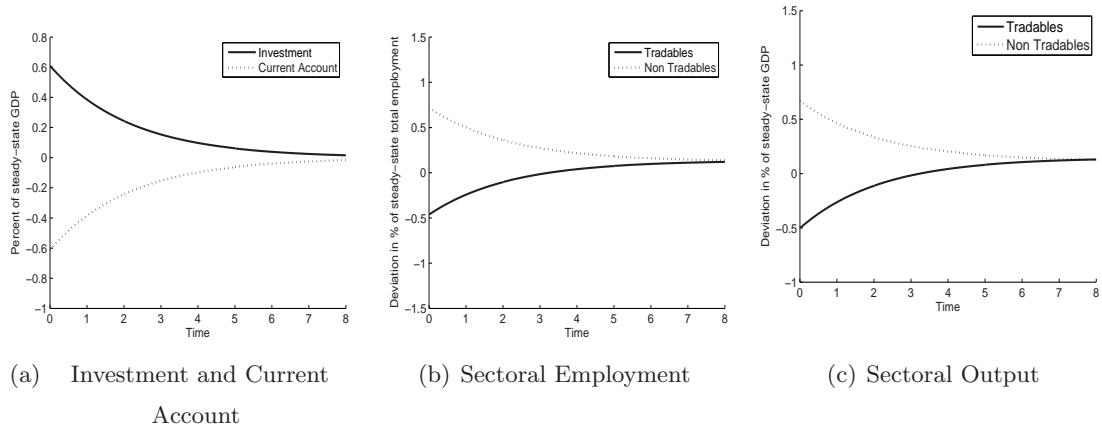 Percent of steady−state GDP
0.8
0.6
0.4
0.2
0
−0.2
−0.4
−0.6
−0.8
−1
0 1 2 3 4 5 6 7 8
Time
Investment
Current Account
(a) Investment and Current
Account
Deviation in % of steady−state total employment
1.5
1
0.5
0
−0.5
−1
−1.5
0 1 2 3 4 5 6 7 8
Time
Tradables
Non Tradables
(b) Sectoral Employment
Deviation in % of steady−state GDP
1.5
1
0.5
0
−0.5
−1
0 1 2 3 4 5 6 7 8
Time
Tradables
Non Tradables
(c) Sectoral Output